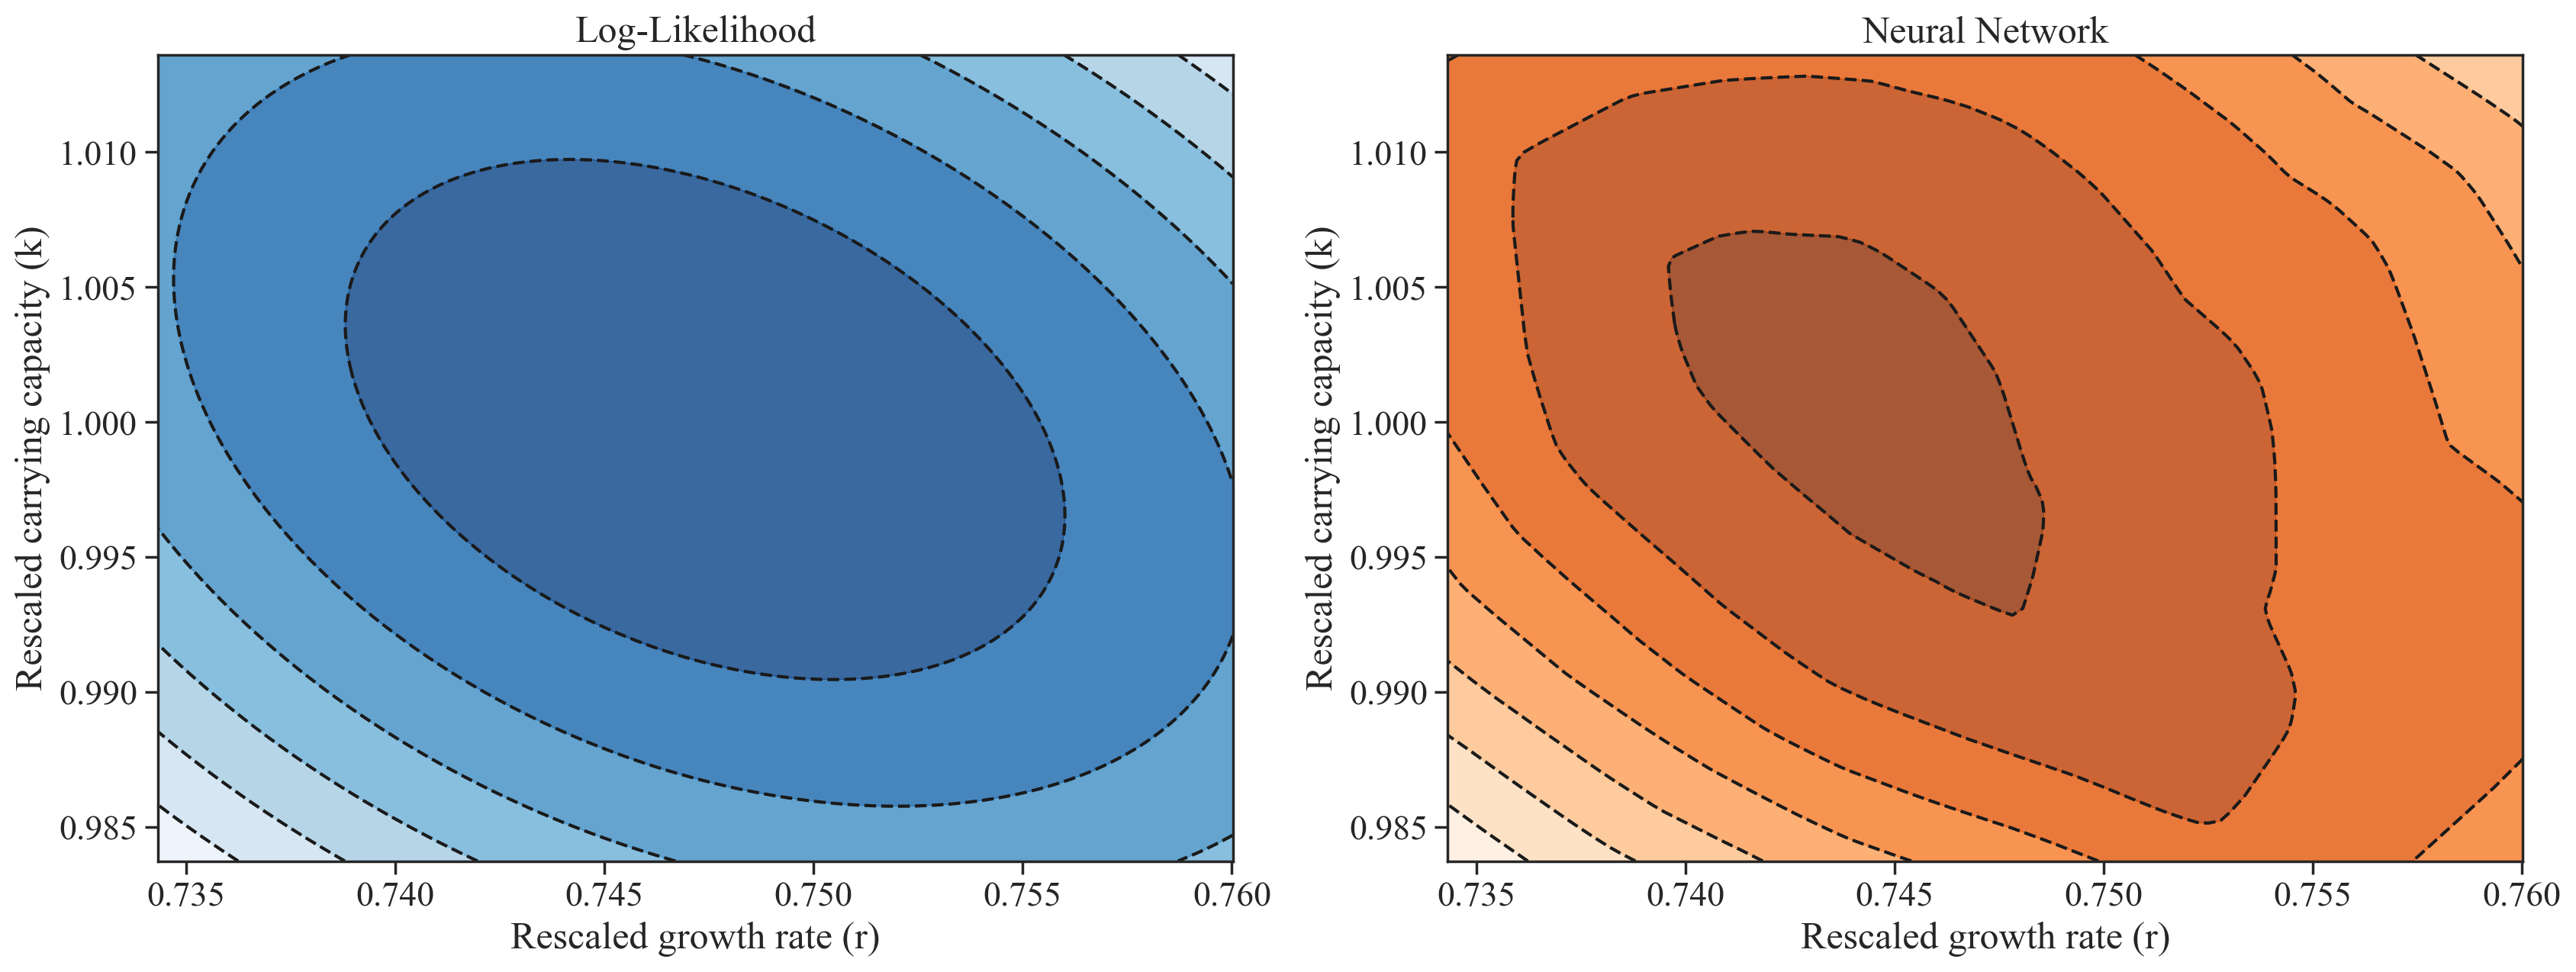 Log-Likelihood
Rescaled carrying capacity (k)
1.010
1.005
1.000
0.995
0.990
0.985
0.735 0.740 0.745 0.750 0.755 0.760
Rescaled growth rate (r)
Neural Network
Rescaled carrying capacity (k)
1.010
1.005
1.000
0.995
0.990
0.985
0.735 0.740 0.745 0.750 0.755 0.760
Rescaled growth rate (r)